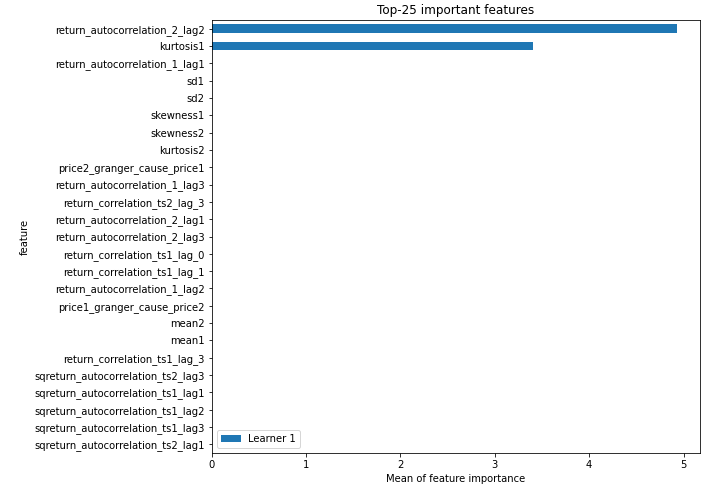 Top-25 important features
return_autocorrelation_2_lag2
kurtosis1
return_autocorrelation_1_lag1
sd1
sd2
skewness1
skewness2
kurtosis2
price2_granger_cause_price1
return_autocorrelation_1_lag3
return_correlation_ts2_lag_3
return_autocorrelation_2_lag1
return_autocorrelation_2_lag3
return_correlation_ts1_lag_0
return_correlation_ts1_lag_1
return_autocorrelation_1_lag2
price1_granger_cause_price2
mean2
mean1
return_correlation_ts1_lag_3
sqreturn_autocorrelation_ts2_lag3
sqreturn_autocorrelation_ts1_lag1
sqreturn_autocorrelation_ts1_lag2
sqreturn_autocorrelation_ts1_lag3
sqreturn_autocorrelation_ts2_lag1
feature
Learner 1
0 1 2 3 4 5
Mean of feature importance